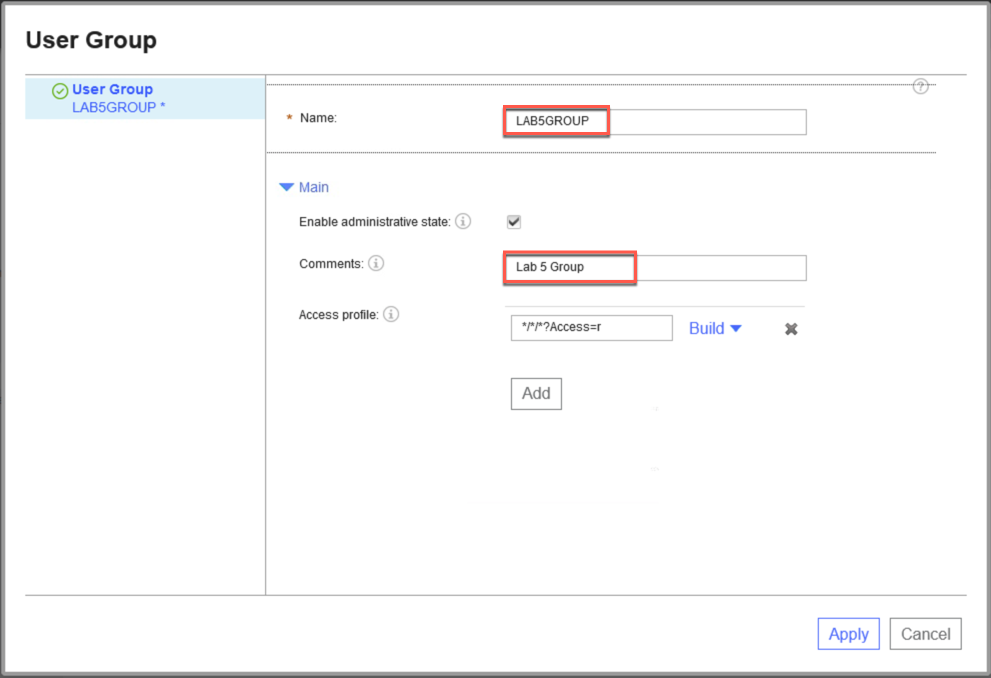 User Group
User Group
LAB5GROUP *
?
* Name:
LAB5GROUP
Main
Enable administrative state: i
Comments: i
Lab 5 Group
Access profile: i
*/*/*?Access=r
Build
Add
Apply
Cancel